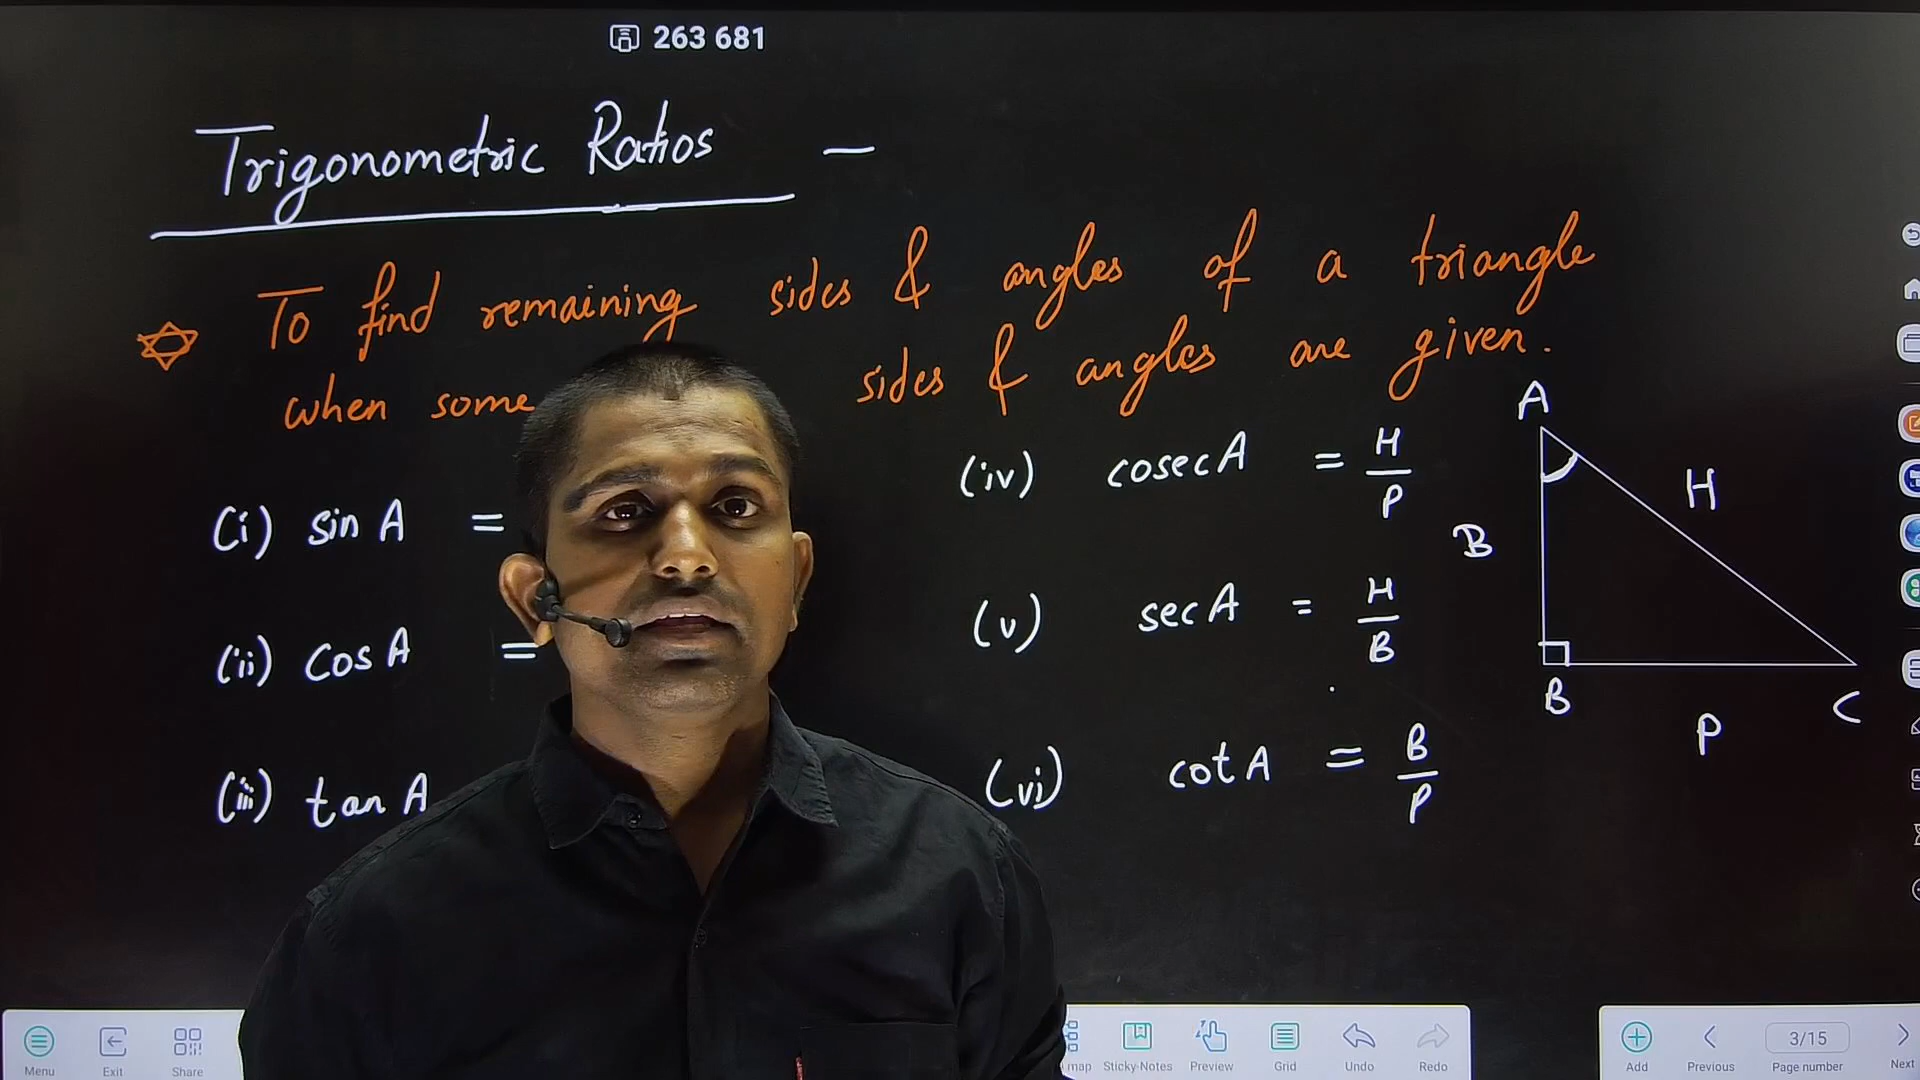 263 681
Trigonometric Ratios —
To find remaining sides & angles of a triangle
when some sides & angles are given.
(i) sin A =
(ii) cos A =
(iii) tan A
(iv) cosec A = H/P
(v) sec A = H/B
(vi) cot A = B/P
A
B
H
B
P
C
Menu
Exit
Share
map
Sticky-Notes
Preview
Grid
Undo
Redo
Add
Previous
3/15
Page number
Next